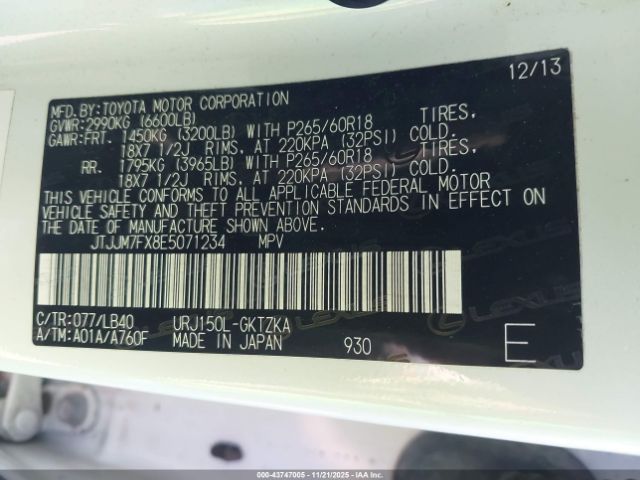 12/13
MFD.BY:TOYOTA MOTOR CORPORATION
GVWR:2990KG (6600LB)
GAWR:FRT. 1450KG (3200LB) WITH P265/60R18 TIRES,
18X7 1/2J RIMS, AT 220KPA (32PSI) COLD.
RR. 1795KG (3965LB) WITH P265/60R18 TIRES,
18X7 1/2J RIMS, AT 220KPA (32PSI) COLD.
THIS VEHICLE CONFORMS TO ALL APPLICABLE FEDERAL MOTOR
VEHICLE SAFETY AND THEFT PREVENTION STANDARDS IN EFFECT ON
THE DATE OF MANUFACTURE SHOWN ABOVE.
JTJJM7FX8E5071234 MPV
C/TR:077/LB40 URJ150L-GKTZKA
A/TM:A01A/A760F MADE IN JAPAN 930 E
LEXUS
000-43747005 - 11/21/2025 - Copyright © IAA, Inc.